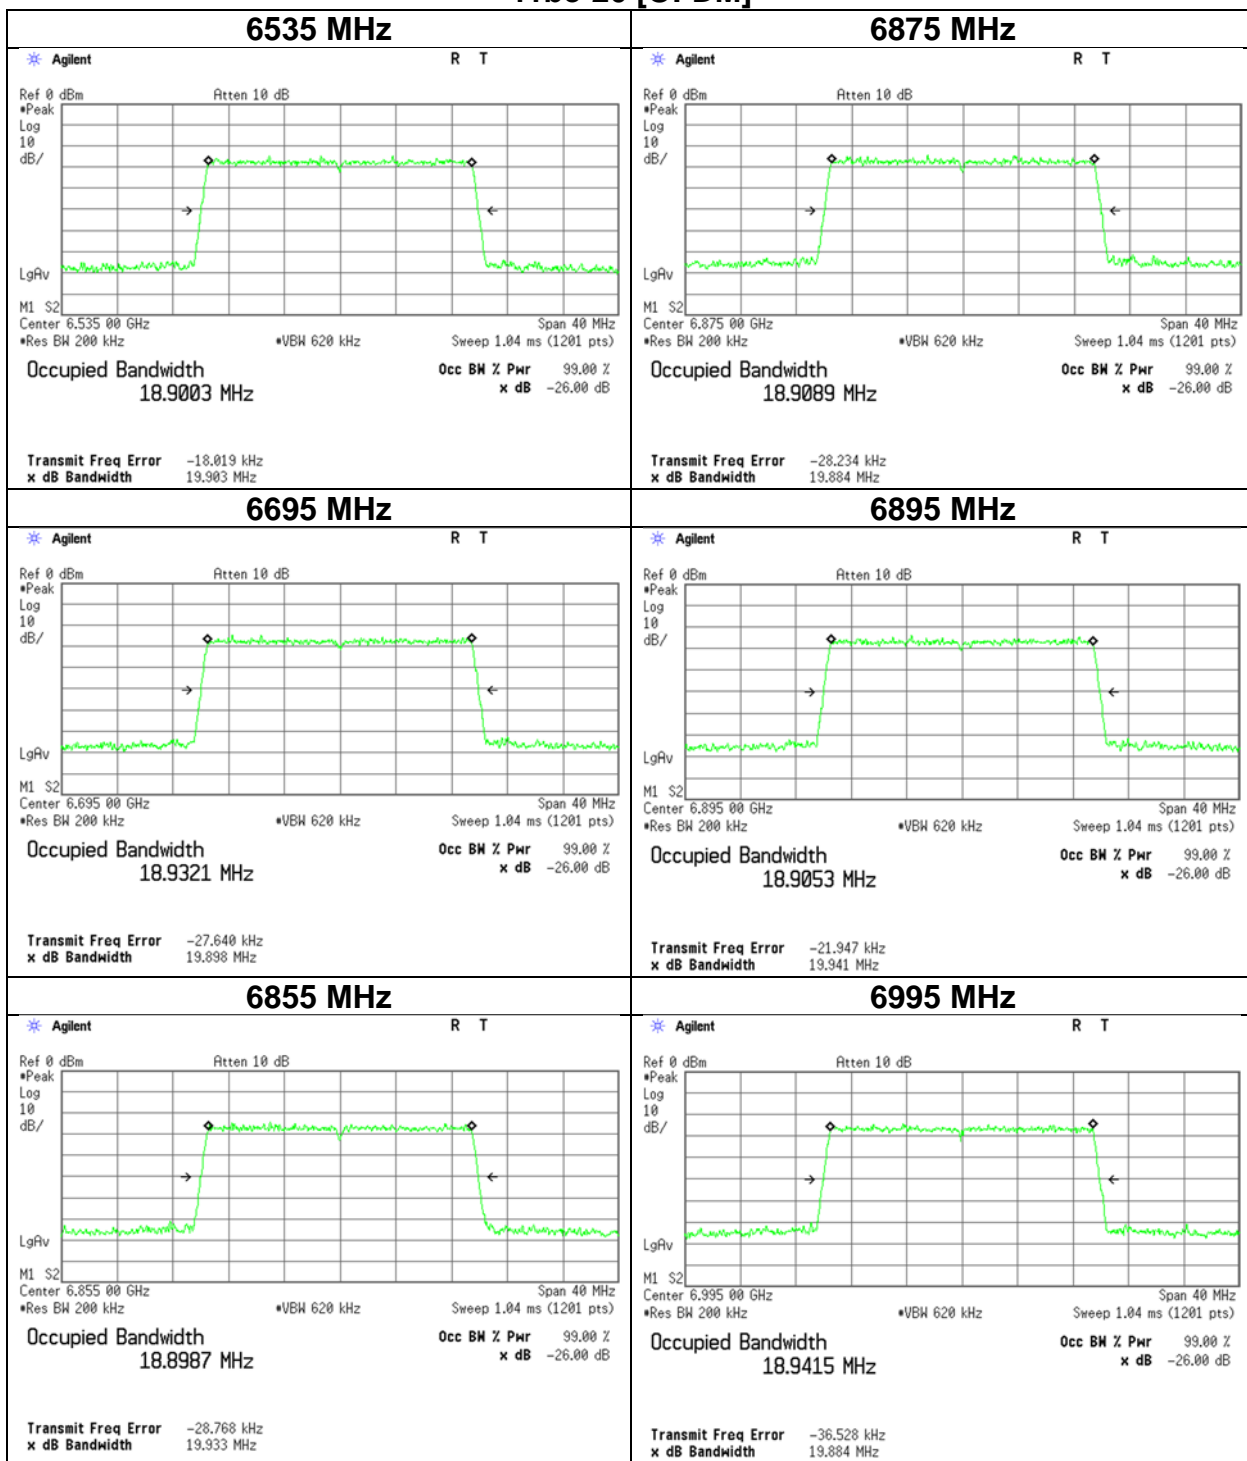 6535 MHz
Agilent R T
Ref 0 dBm Atten 10 dB
*Peak
Log
10
dB/
LgAv
M1 S2
Center 6.535 00 GHz Span 40 MHz
*Res BW 200 kHz *VBW 620 kHz Sweep 1.04 ms (1201 pts)
Occupied Bandwidth Occ BW % Pwr 99.00 %
18.9003 MHz x dB -26.00 dB
Transmit Freq Error -18.019 kHz
x dB Bandwidth 19.903 MHz
6875 MHz
Agilent R T
Ref 0 dBm Atten 10 dB
*Peak
Log
10
dB/
LgAv
M1 S2
Center 6.875 00 GHz Span 40 MHz
*Res BW 200 kHz *VBW 620 kHz Sweep 1.04 ms (1201 pts)
Occupied Bandwidth Occ BW % Pwr 99.00 %
18.9089 MHz x dB -26.00 dB
Transmit Freq Error -28.234 kHz
x dB Bandwidth 19.884 MHz
6695 MHz
Agilent R T
Ref 0 dBm Atten 10 dB
*Peak
Log
10
dB/
LgAv
M1 S2
Center 6.695 00 GHz Span 40 MHz
*Res BW 200 kHz *VBW 620 kHz Sweep 1.04 ms (1201 pts)
Occupied Bandwidth Occ BW % Pwr 99.00 %
18.9321 MHz x dB -26.00 dB
Transmit Freq Error -27.640 kHz
x dB Bandwidth 19.898 MHz
6895 MHz
Agilent R T
Ref 0 dBm Atten 10 dB
*Peak
Log
10
dB/
LgAv
M1 S2
Center 6.895 00 GHz Span 40 MHz
*Res BW 200 kHz *VBW 620 kHz Sweep 1.04 ms (1201 pts)
Occupied Bandwidth Occ BW % Pwr 99.00 %
18.9053 MHz x dB -26.00 dB
Transmit Freq Error -21.947 kHz
x dB Bandwidth 19.941 MHz
6855 MHz
Agilent R T
Ref 0 dBm Atten 10 dB
*Peak
Log
10
dB/
LgAv
M1 S2
Center 6.855 00 GHz Span 40 MHz
*Res BW 200 kHz *VBW 620 kHz Sweep 1.04 ms (1201 pts)
Occupied Bandwidth Occ BW % Pwr 99.00 %
18.8987 MHz x dB -26.00 dB
Transmit Freq Error -28.768 kHz
x dB Bandwidth 19.933 MHz
6995 MHz
Agilent R T
Ref 0 dBm Atten 10 dB
*Peak
Log
10
dB/
LgAv
M1 S2
Center 6.995 00 GHz Span 40 MHz
*Res BW 200 kHz *VBW 620 kHz Sweep 1.04 ms (1201 pts)
Occupied Bandwidth Occ BW % Pwr 99.00 %
18.9415 MHz x dB -26.00 dB
Transmit Freq Error -36.528 kHz
x dB Bandwidth 19.884 MHz